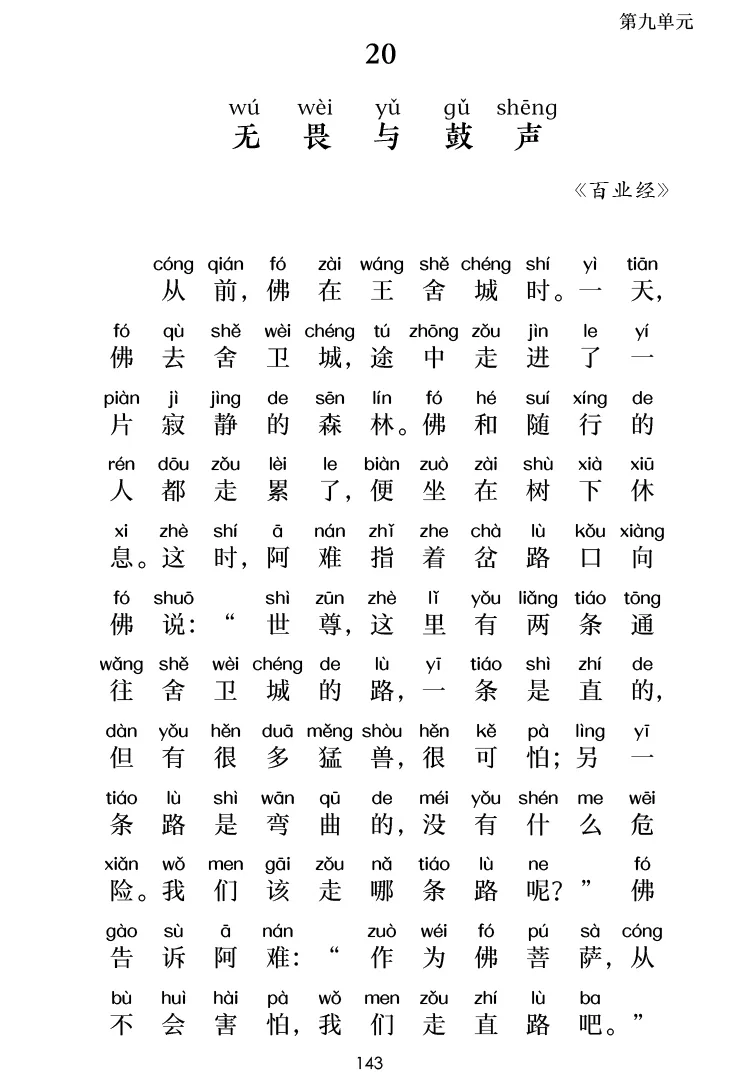 第九单元
20
wú wèi yǔ gǔ shēng
无畏与鼓声
《百业经》
cóng qián fó zài wáng shě chéng shí yì tiān
从前，佛在王舍城时。一天，
fó qù shě wèi chéng tú zhōng zǒu jìn le yí
佛去舍卫城，途中走进了一
piàn jì jìng de sēn lín fó hé suí xíng de
片寂静的森林。佛和随行的
rén dōu zǒu lèi le biàn zuò zài shù xià xiū
人都走累了，便坐在树下休
xi zhè shí ā nán zhǐ zhe chà lù kǒu xiàng
息。这时，阿难指着岔路口向
fó shuō shì zūn zhè lǐ yǒu liǎng tiáo tōng
佛说：“世尊，这里有两条通
wǎng shě wèi chéng de lù yī tiáo shì zhí de
往舍卫城的路，一条是直的，
dàn yǒu hěn duō měng shòu hěn kě pà lìng yī
但有很多猛兽，很可怕；另一
tiáo lù shì wān qū de méi yǒu shén me wēi
条路是弯曲的，没有什么危
xiǎn wǒ men gāi zǒu nǎ tiáo lù ne fó
险。我们该走哪条路呢？”佛
gào sù ā nán zuò wéi fó pú sà cóng
告诉阿难：“作为佛菩萨，从
bù huì hài pà wǒ men zǒu zhí lù ba
不会害怕，我们走直路吧。”
143